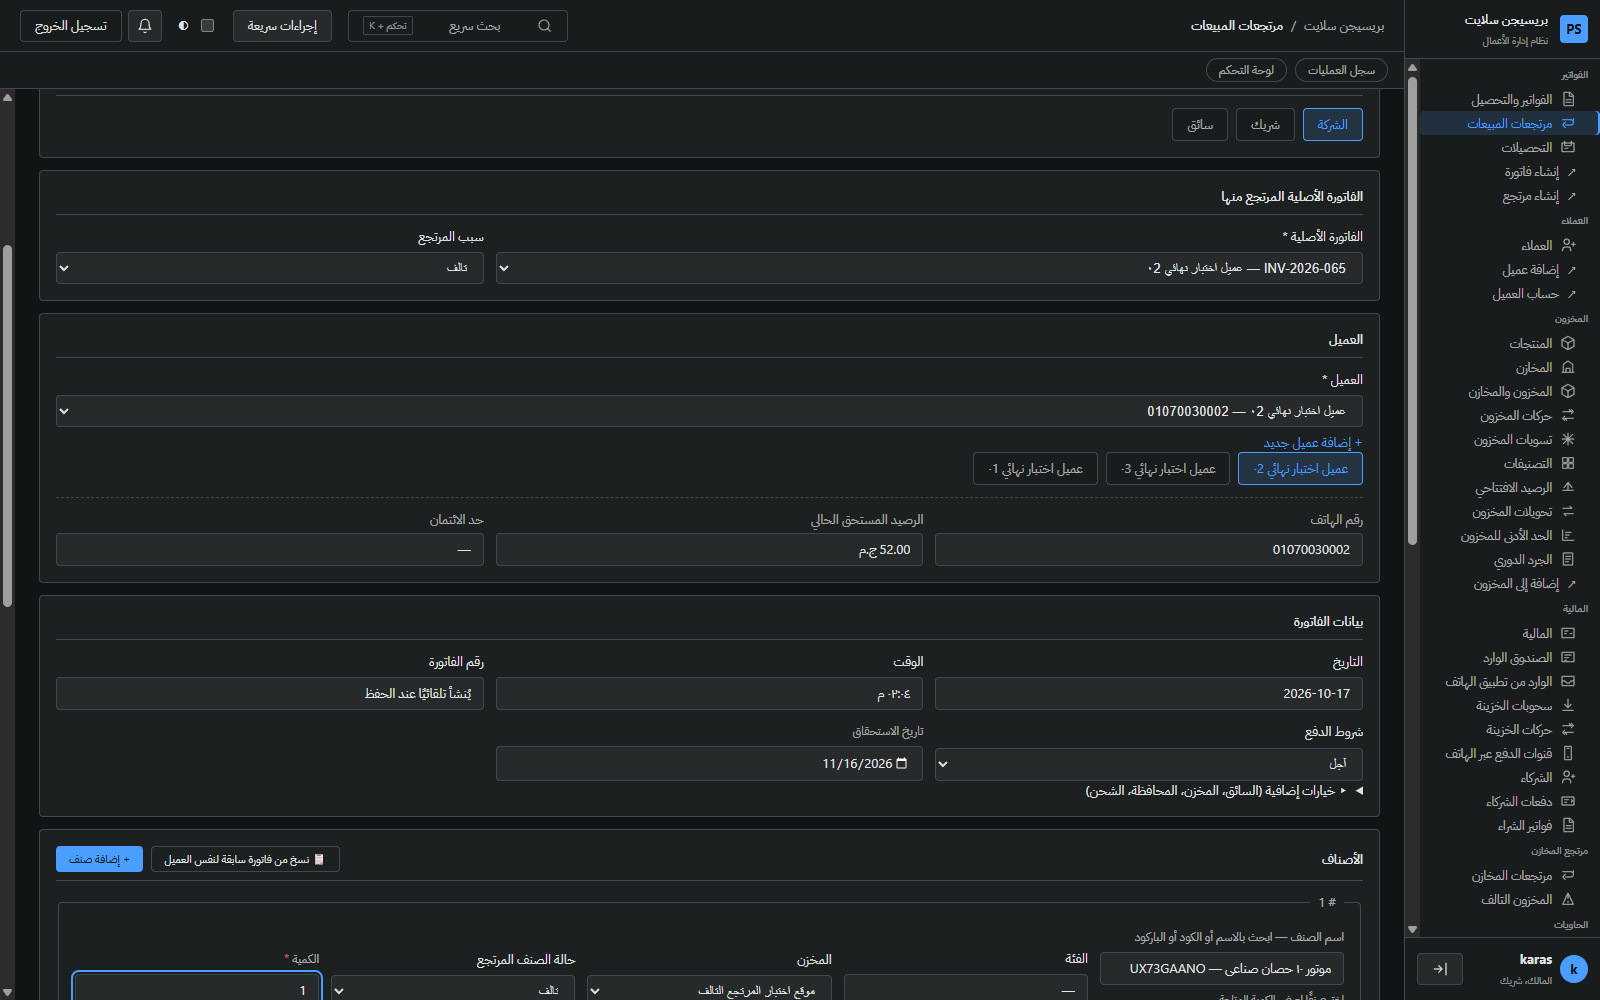 PS
بريسيجن سلايت
نظام إدارة الأعمال
بريسيجن سلايت / مرتجعات المبيعات
بحث سريع
تحكم + K
إجراءات سريعة
تسجيل الخروج
سجل العمليات
لوحة التحكم
الفواتير
الفواتير والتحصيل
مرتجعات المبيعات
التحصيلات
إنشاء فاتورة
إنشاء مرتجع
العملاء
العملاء
إضافة عميل
حساب العميل
المخزون
المنتجات
المخازن
المخزون والمخازن
حركات المخزون
تسويات المخزون
التصنيفات
الرصيد الافتتاحي
تحويلات المخزون
الحد الأدنى للمخزون
الجرد الدوري
إضافة إلى المخزون
المالية
المالية
الصندوق الوارد
الوارد من تطبيق الهاتف
سحوبات الخزينة
حركات الخزينة
قنوات الدفع عبر الهاتف
الشركاء
دفعات الشركاء
فواتير الشراء
مرتجع المخازن
مرتجعات المخازن
المخزون التالف
الحاويات
karas
المالك، شريك
k
الشركة
شريك
سائق
الفاتورة الأصلية المرتجع منها
الفاتورة الأصلية *
سبب المرتجع
INV-2026-065 — عميل اختبار نهائي 2٠
تالف
العميل
العميل *
عميل اختبار نهائي 2٠ — 01070030002
+ إضافة عميل جديد
عميل اختبار نهائي 2٠
عميل اختبار نهائي 3٠
عميل اختبار نهائي 1٠
رقم الهاتف
الرصيد المستحق الحالي
حد الائتمان
01070030002
52.00 ج.م
—
بيانات الفاتورة
التاريخ
الوقت
رقم الفاتورة
2026-10-17
٠٢:٠٤ م
يُنشأ تلقائيًا عند الحفظ
شروط الدفع
تاريخ الاستحقاق
آجل
11/16/2026
خيارات إضافية (السائق، المخزن، المحافظة، الشحن)
الأصناف
نسخ من فاتورة سابقة لنفس العميل
+ إضافة صنف
# 1
اسم الصنف — ابحث بالاسم أو الكود أو الباركود
الفئة
المخزن
حالة الصنف المرتجع
الكمية *
موتور ١٠ حصان صناعي — UX73GAANO
—
موقع اختبار المرتجع التالف
تالف
1